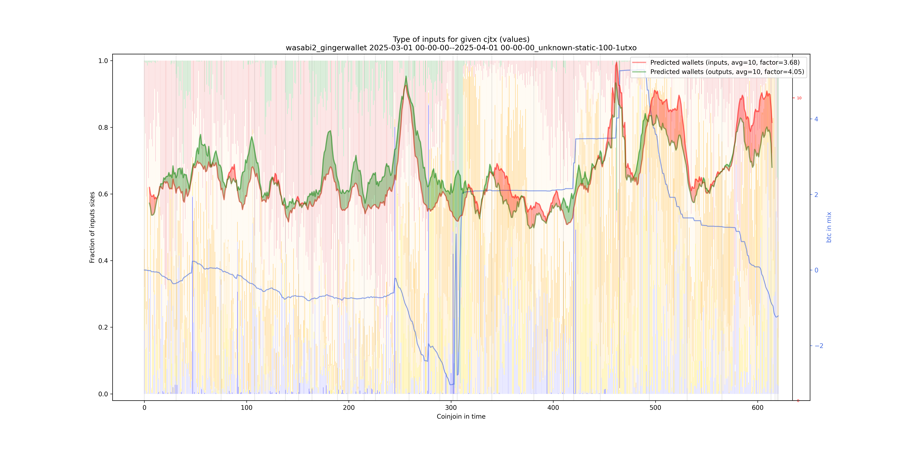 Type of inputs for given cjtx (values)
wasabi2_gingerwallet 2025-03-01 00-00-00--2025-04-01 00-00-00_unknown-static-100-1utxo
Predicted wallets (inputs, avg=10, factor=3.68)
Predicted wallets (outputs, avg=10, factor=4.05)
1.0
0.8
0.6
0.4
0.2
0.0
Fraction of inputs sizes
4
2
0
−2
btc in mix
0 100 200 300 400 500 600
Coinjoin in time